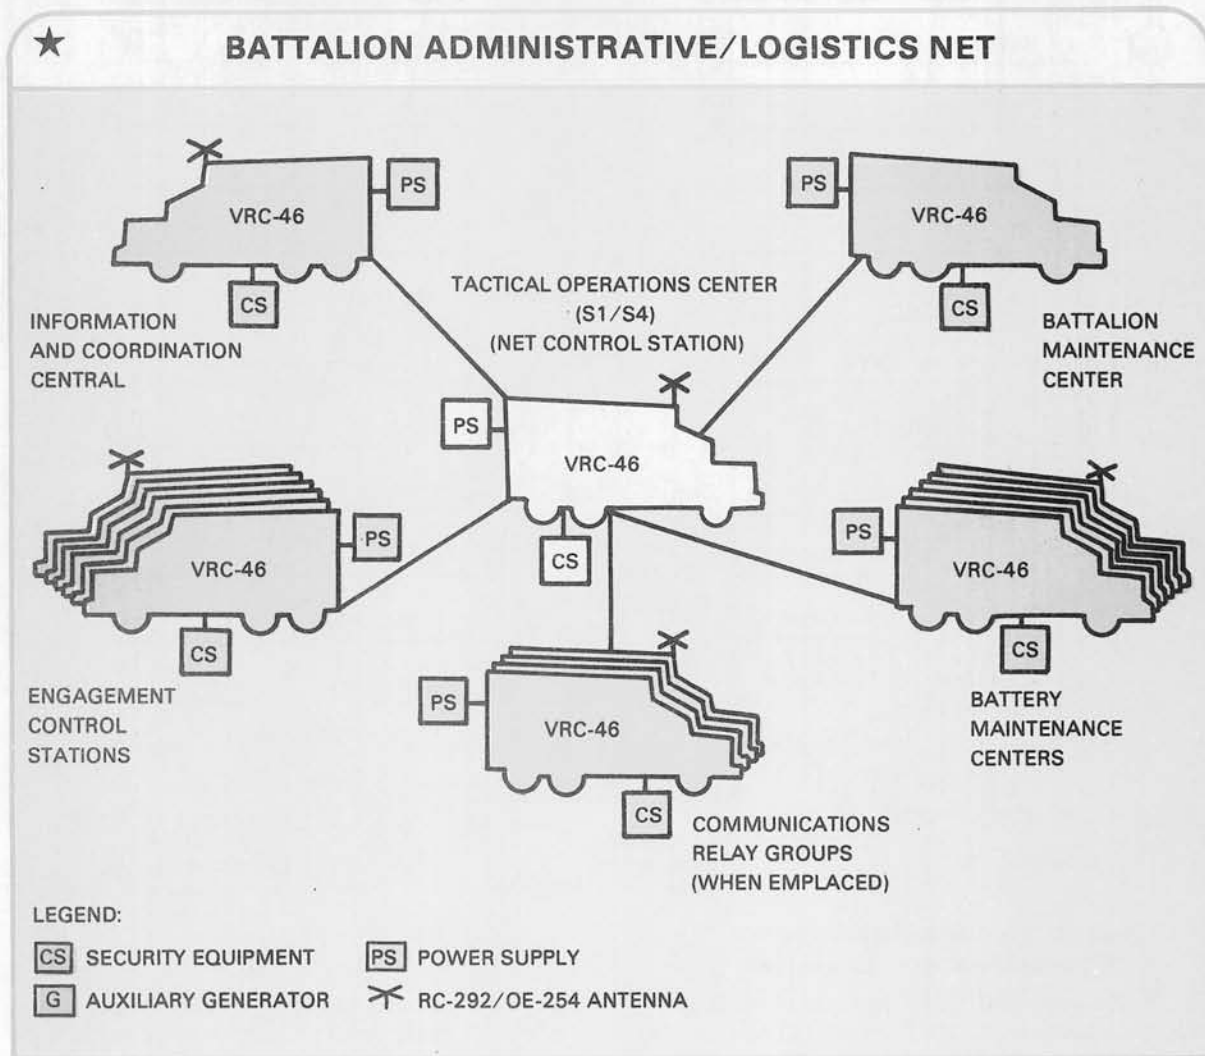 BATTALION ADMINISTRATIVE/LOGISTICS NET
VRC-46
PS
CS
INFORMATION
AND COORDINATION
CENTRAL
TACTICAL OPERATIONS CENTER
(S1/S4)
(NET CONTROL STATION)
PS
VRC-46
CS
PS
VRC-46
CS
BATTALION
MAINTENANCE
CENTER
VRC-46
PS
CS
ENGAGEMENT
CONTROL
STATIONS
PS
VRC-46
CS
COMMUNICATIONS
RELAY GROUPS
(WHEN EMPLACED)
PS
VRC-46
CS
BATTERY
MAINTENANCE
CENTERS
LEGEND:
CS SECURITY EQUIPMENT
PS POWER SUPPLY
G AUXILIARY GENERATOR
RC-292/OE-254 ANTENNA